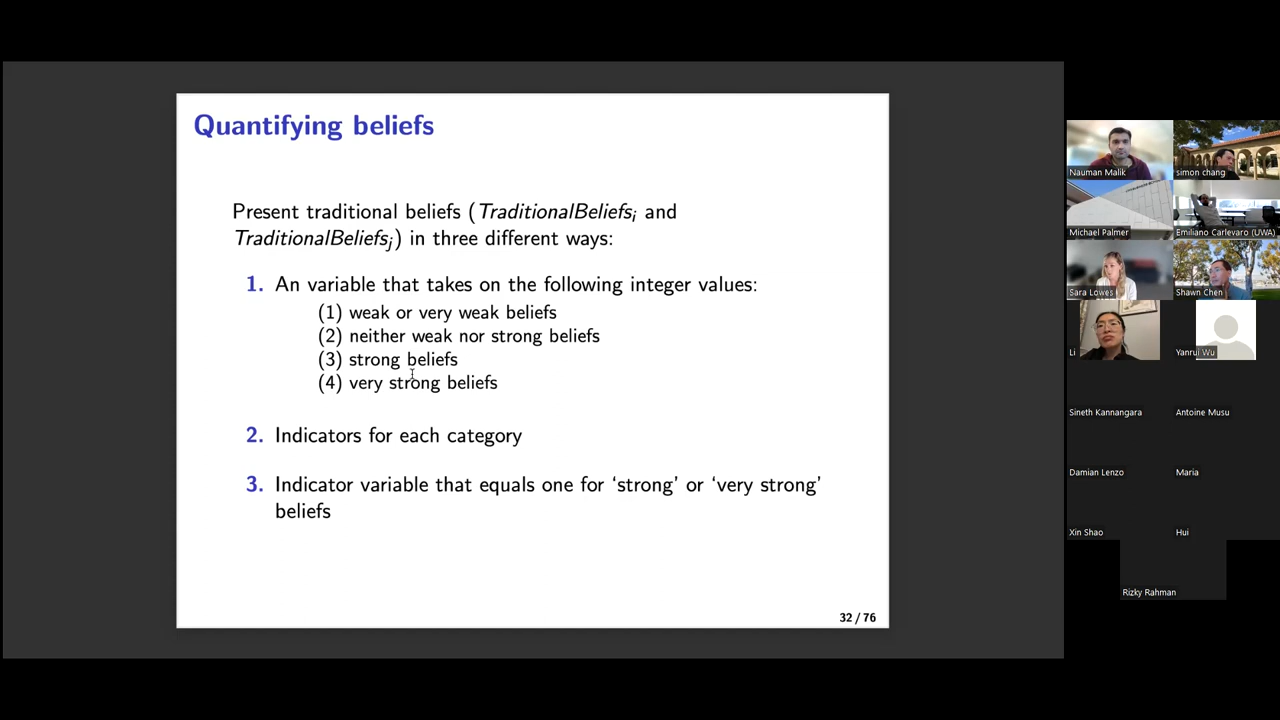 Quantifying beliefs
Present traditional beliefs (TraditionalBeliefsᵢ and
TraditionalBeliefsⱼ) in three different ways:
1. An variable that takes on the following integer values:
(1) weak or very weak beliefs
(2) neither weak nor strong beliefs
(3) strong beliefs
(4) very strong beliefs
2. Indicators for each category
3. Indicator variable that equals one for ‘strong’ or ‘very strong’
beliefs
32 / 76
Nauman Malik
simon chang
Michael Palmer
Emiliano Carlevaro (UWA)
Sara Lowes
Shawn Chen
Li
Yanrui Wu
Sineth Kannangara
Antoine Musu
Damian Lenzo
Maria
Xin Shao
Hui
Rizky Rahman